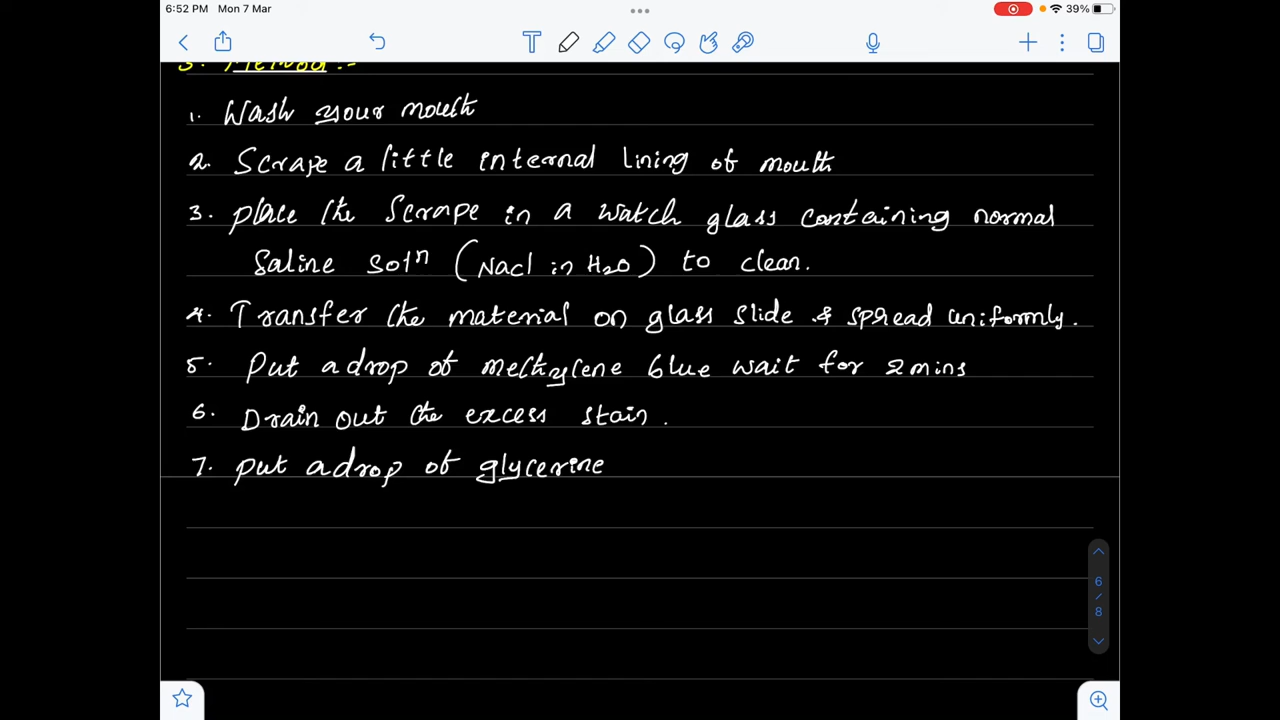 6:52 PM Mon 7 Mar 39%
3. Method :-
1. Wash your mouth
2. Scrape a little internal lining of mouth
3. place the Scrape in a watch glass containing normal
Saline Solⁿ (Nacl in H2O) to clean.
4. Transfer the material on glass slide & spread uniformly.
5. Put a drop of methylene blue wait for 2 mins
6. Drain out the excess stain.
7. put a drop of glycerine
6
/
8